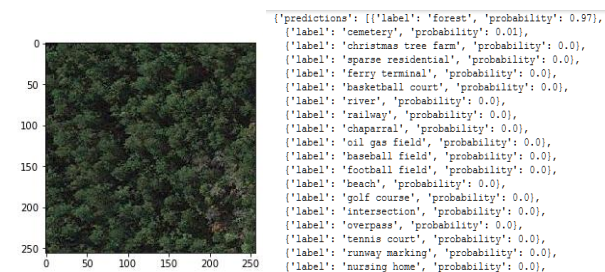 0
50
100
150
200
250
0 50 100 150 200 250
{'predictions': [{'label': 'forest', 'probability': 0.97},
{'label': 'cemetery', 'probability': 0.01},
{'label': 'christmas tree farm', 'probability': 0.0},
{'label': 'sparse residential', 'probability': 0.0},
{'label': 'ferry terminal', 'probability': 0.0},
{'label': 'basketball court', 'probability': 0.0},
{'label': 'river', 'probability': 0.0},
{'label': 'railway', 'probability': 0.0},
{'label': 'chaparral', 'probability': 0.0},
{'label': 'oil gas field', 'probability': 0.0},
{'label': 'baseball field', 'probability': 0.0},
{'label': 'football field', 'probability': 0.0},
{'label': 'beach', 'probability': 0.0},
{'label': 'golf course', 'probability': 0.0},
{'label': 'intersection', 'probability': 0.0},
{'label': 'overpass', 'probability': 0.0},
{'label': 'tennis court', 'probability': 0.0},
{'label': 'runway marking', 'probability': 0.0},
{'label': 'nursing home', 'probability': 0.0},